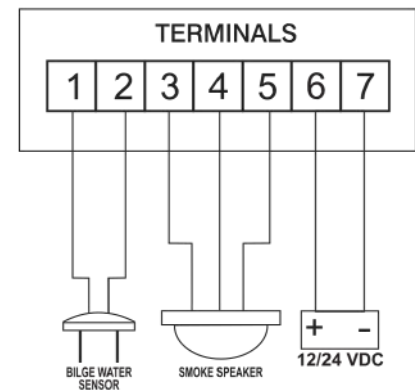 TERMINALS
1 2 3 4 5 6 7
+ -
BILGE WATER SMOKE SPEAKER 12/24 VDC
SENSOR